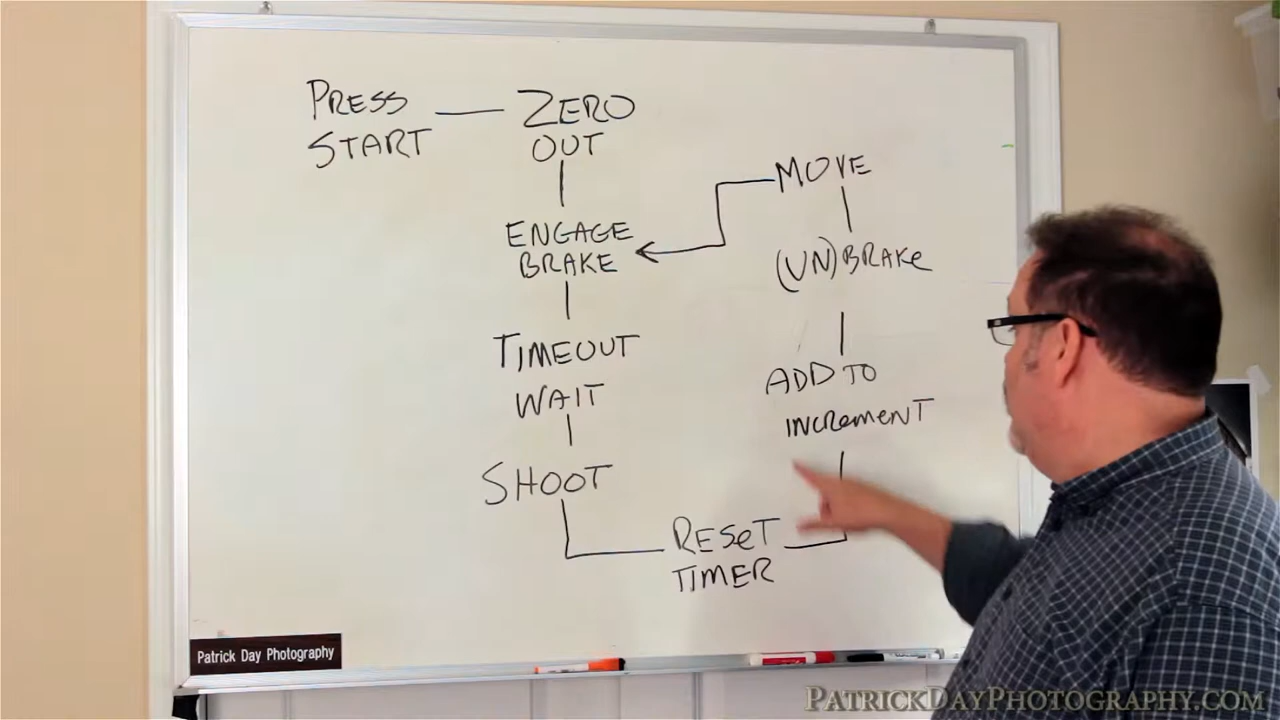 PRESS
START
ZERO
OUT
ENGAGE
BRAKE
TIMEOUT
WAIT
SHOOT
RESeT
TIMER
ADD TO
INCRemENT
(UN)BRAKe
MOVE
Patrick Day Photography
PATRICKDAYPHOTOGRAPHY.COM